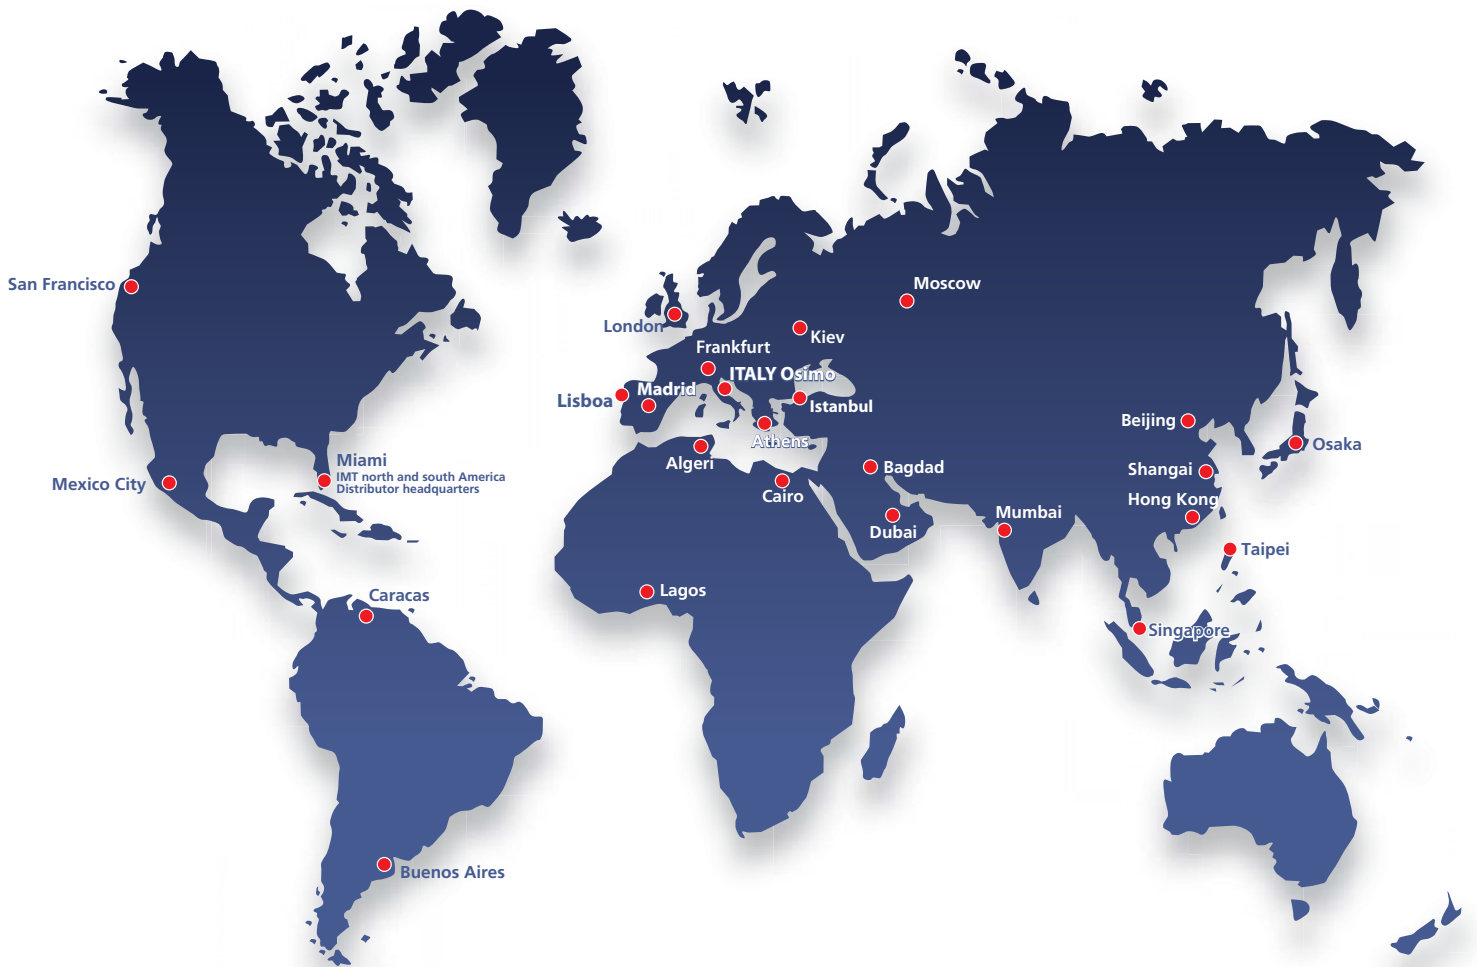 Moscow
San Francisco
London
Kiev
Frankfurt
ITALY Osimo
Madrid
Lisboa
Istanbul
Beijing
Athens
Osaka
Miami
Algeri
Bagdad
Shangai
IMT north and south America
Distributor headquarters
Mexico City
Cairo
Hong Kong
Mumbai
Dubai
Taipei
Lagos
Caracas
Singapore
Buenos Aires